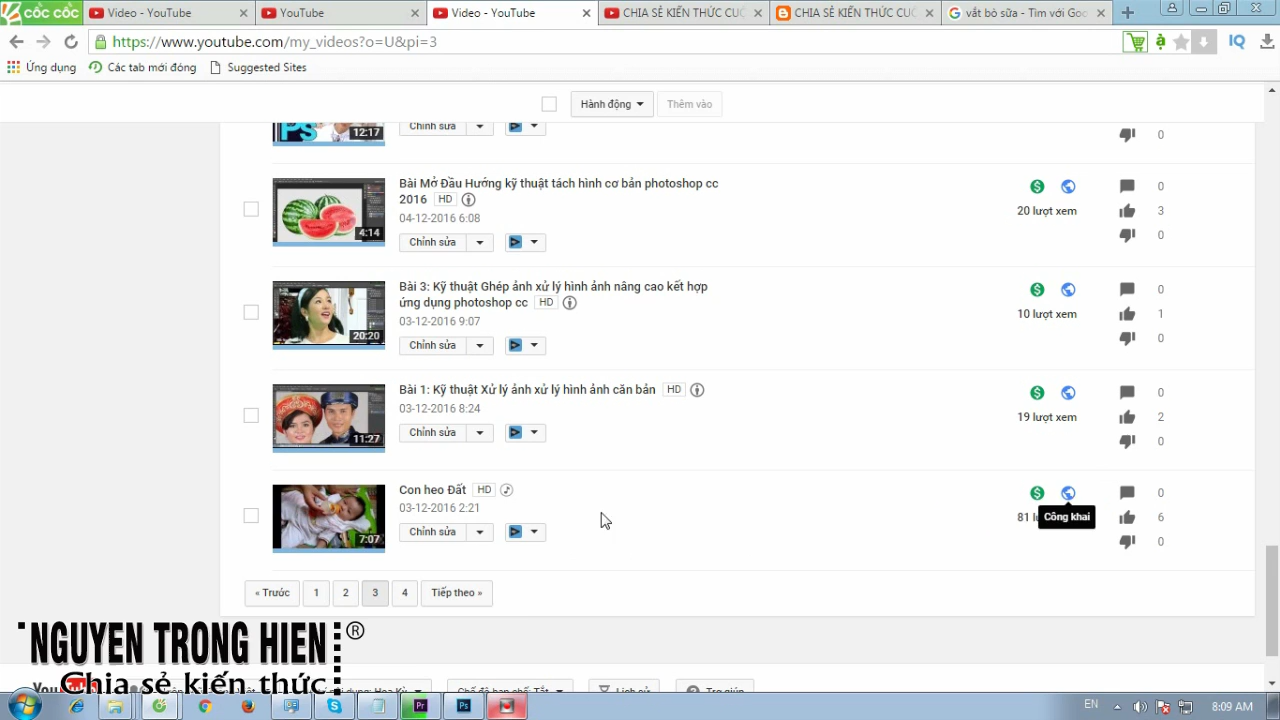 CỐC CỐC
Video - YouTube
YouTube
Video - YouTube
CHIA SẺ KIẾN THỨC CUỘ
CHIA SẺ KIẾN THỨC CUỘ
vắt bò sữa - Tìm với Goo
https://www.youtube.com/my_videos?o=U&pi=3
Ứng dụng
Các tab mới đóng
Suggested Sites
Hành động
Thêm vào
12:17
Chỉnh sửa
0
Bài Mở Đầu Hướng kỹ thuật tách hình cơ bản photoshop cc
2016 HD
04-12-2016 6:08
4:14
Chỉnh sửa
20 lượt xem
0
3
0
Bài 3: Kỹ thuật Ghép ảnh xử lý hình ảnh nâng cao kết hợp
ứng dụng photoshop cc HD
03-12-2016 9:07
20:20
Chỉnh sửa
10 lượt xem
0
1
0
Bài 1: Kỹ thuật Xử lý ảnh xử lý hình ảnh căn bản HD
03-12-2016 8:24
11:27
Chỉnh sửa
19 lượt xem
0
2
0
Con heo Đất HD
03-12-2016 2:21
7:07
Chỉnh sửa
81 lư
Công khai
0
6
0
« Trước 1 2 3 4 Tiếp theo »
NGUYEN TRONG HIEN ®
Chia sẻ kiến thức
Lịch sử
Trợ giúp
EN
8:09 AM